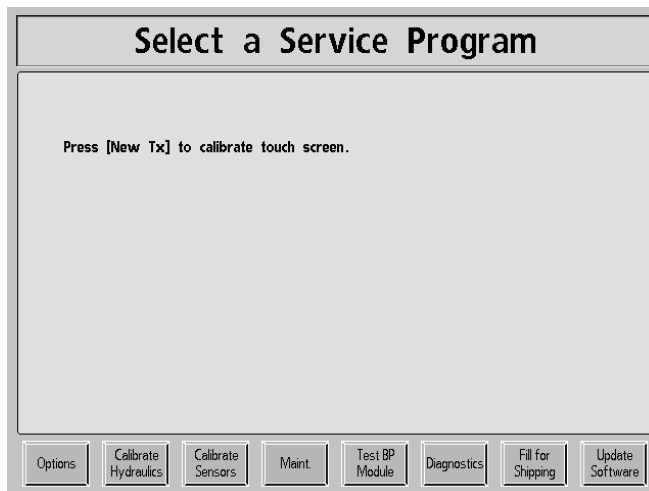 Select a Service Program
Press [New Tx] to calibrate touch screen.
Options
Calibrate
Hydraulics
Calibrate
Sensors
Maint.
Test BP
Module
Diagnostics
Fill for
Shipping
Update
Software